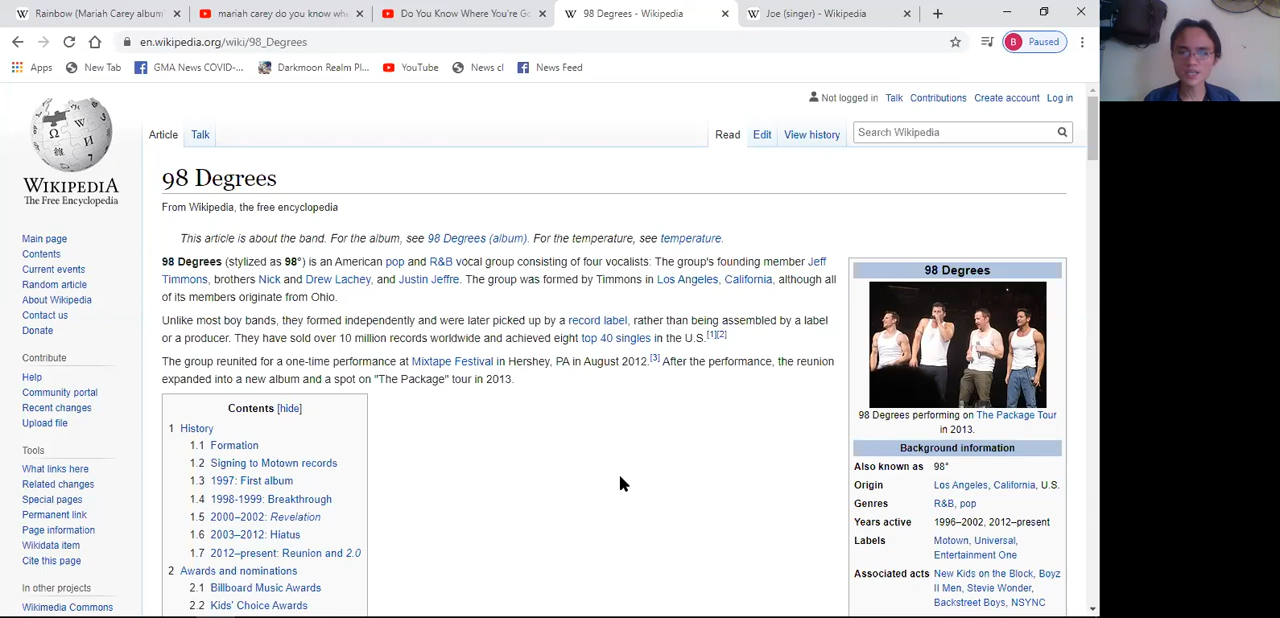 Rainbow (Mariah Carey album
mariah carey do you know whe
Do You Know Where You're Go
98 Degrees - Wikipedia
Joe (singer) - Wikipedia
en.wikipedia.org/wiki/98_Degrees
B Paused
Apps
New Tab
GMA News COVID-...
Darkmoon Realm Pl...
YouTube
New Tab
News Feed
Not logged in Talk Contributions Create account Log in
Article Talk
Read Edit View history
Search Wikipedia
WIKIPEDIA
The Free Encyclopedia
Main page
Contents
Current events
Random article
About Wikipedia
Contact us
Donate
Contribute
Help
Community portal
Recent changes
Upload file
Tools
What links here
Related changes
Special pages
Permanent link
Page information
Wikidata item
Cite this page
In other projects
Wikimedia Commons
98 Degrees
From Wikipedia, the free encyclopedia
This article is about the band. For the album, see 98 Degrees (album). For the temperature, see temperature.
98 Degrees (stylized as 98°) is an American pop and R&B vocal group consisting of four vocalists: The group's founding member Jeff
Timmons, brothers Nick and Drew Lachey, and Justin Jeffre. The group was formed by Timmons in Los Angeles, California, although all
of its members originate from Ohio.
Unlike most boy bands, they formed independently and were later picked up by a record label, rather than being assembled by a label
or a producer. They have sold over 10 million records worldwide and achieved eight top 40 singles in the U.S.[1][2]
The group reunited for a one-time performance at Mixtape Festival in Hershey, PA in August 2012.[3] After the performance, the reunion
expanded into a new album and a spot on "The Package" tour in 2013.
Contents [hide]
1 History
1.1 Formation
1.2 Signing to Motown records
1.3 1997: First album
1.4 1998-1999: Breakthrough
1.5 2000–2002: Revelation
1.6 2003–2012: Hiatus
1.7 2012–present: Reunion and 2.0
2 Awards and nominations
2.1 Billboard Music Awards
2.2 Kids' Choice Awards
98 Degrees
98 Degrees performing on The Package Tour
in 2013.
Background information
Also known as 98°
Origin Los Angeles, California, U.S.
Genres R&B, pop
Years active 1996–2002, 2012–present
Labels Motown, Universal,
Entertainment One
Associated acts New Kids on the Block, Boyz
II Men, Stevie Wonder,
Backstreet Boys, NSYNC